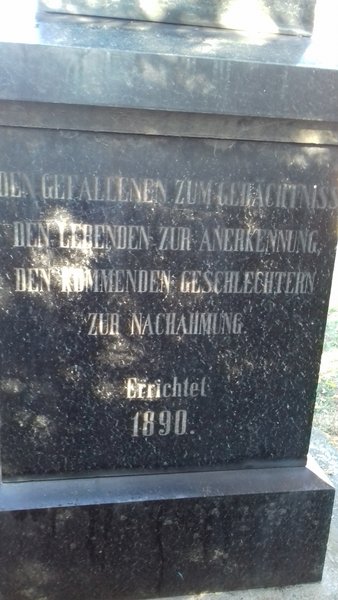 DEN GEFALLENEN ZUM GEDÄCHTNISS
DEN LEBENDEN ZUR ANERKENNUNG,
DEN KOMMENDEN GESCHLECHTERN
ZUR NACHAHMUNG.
Errichtet
1890.